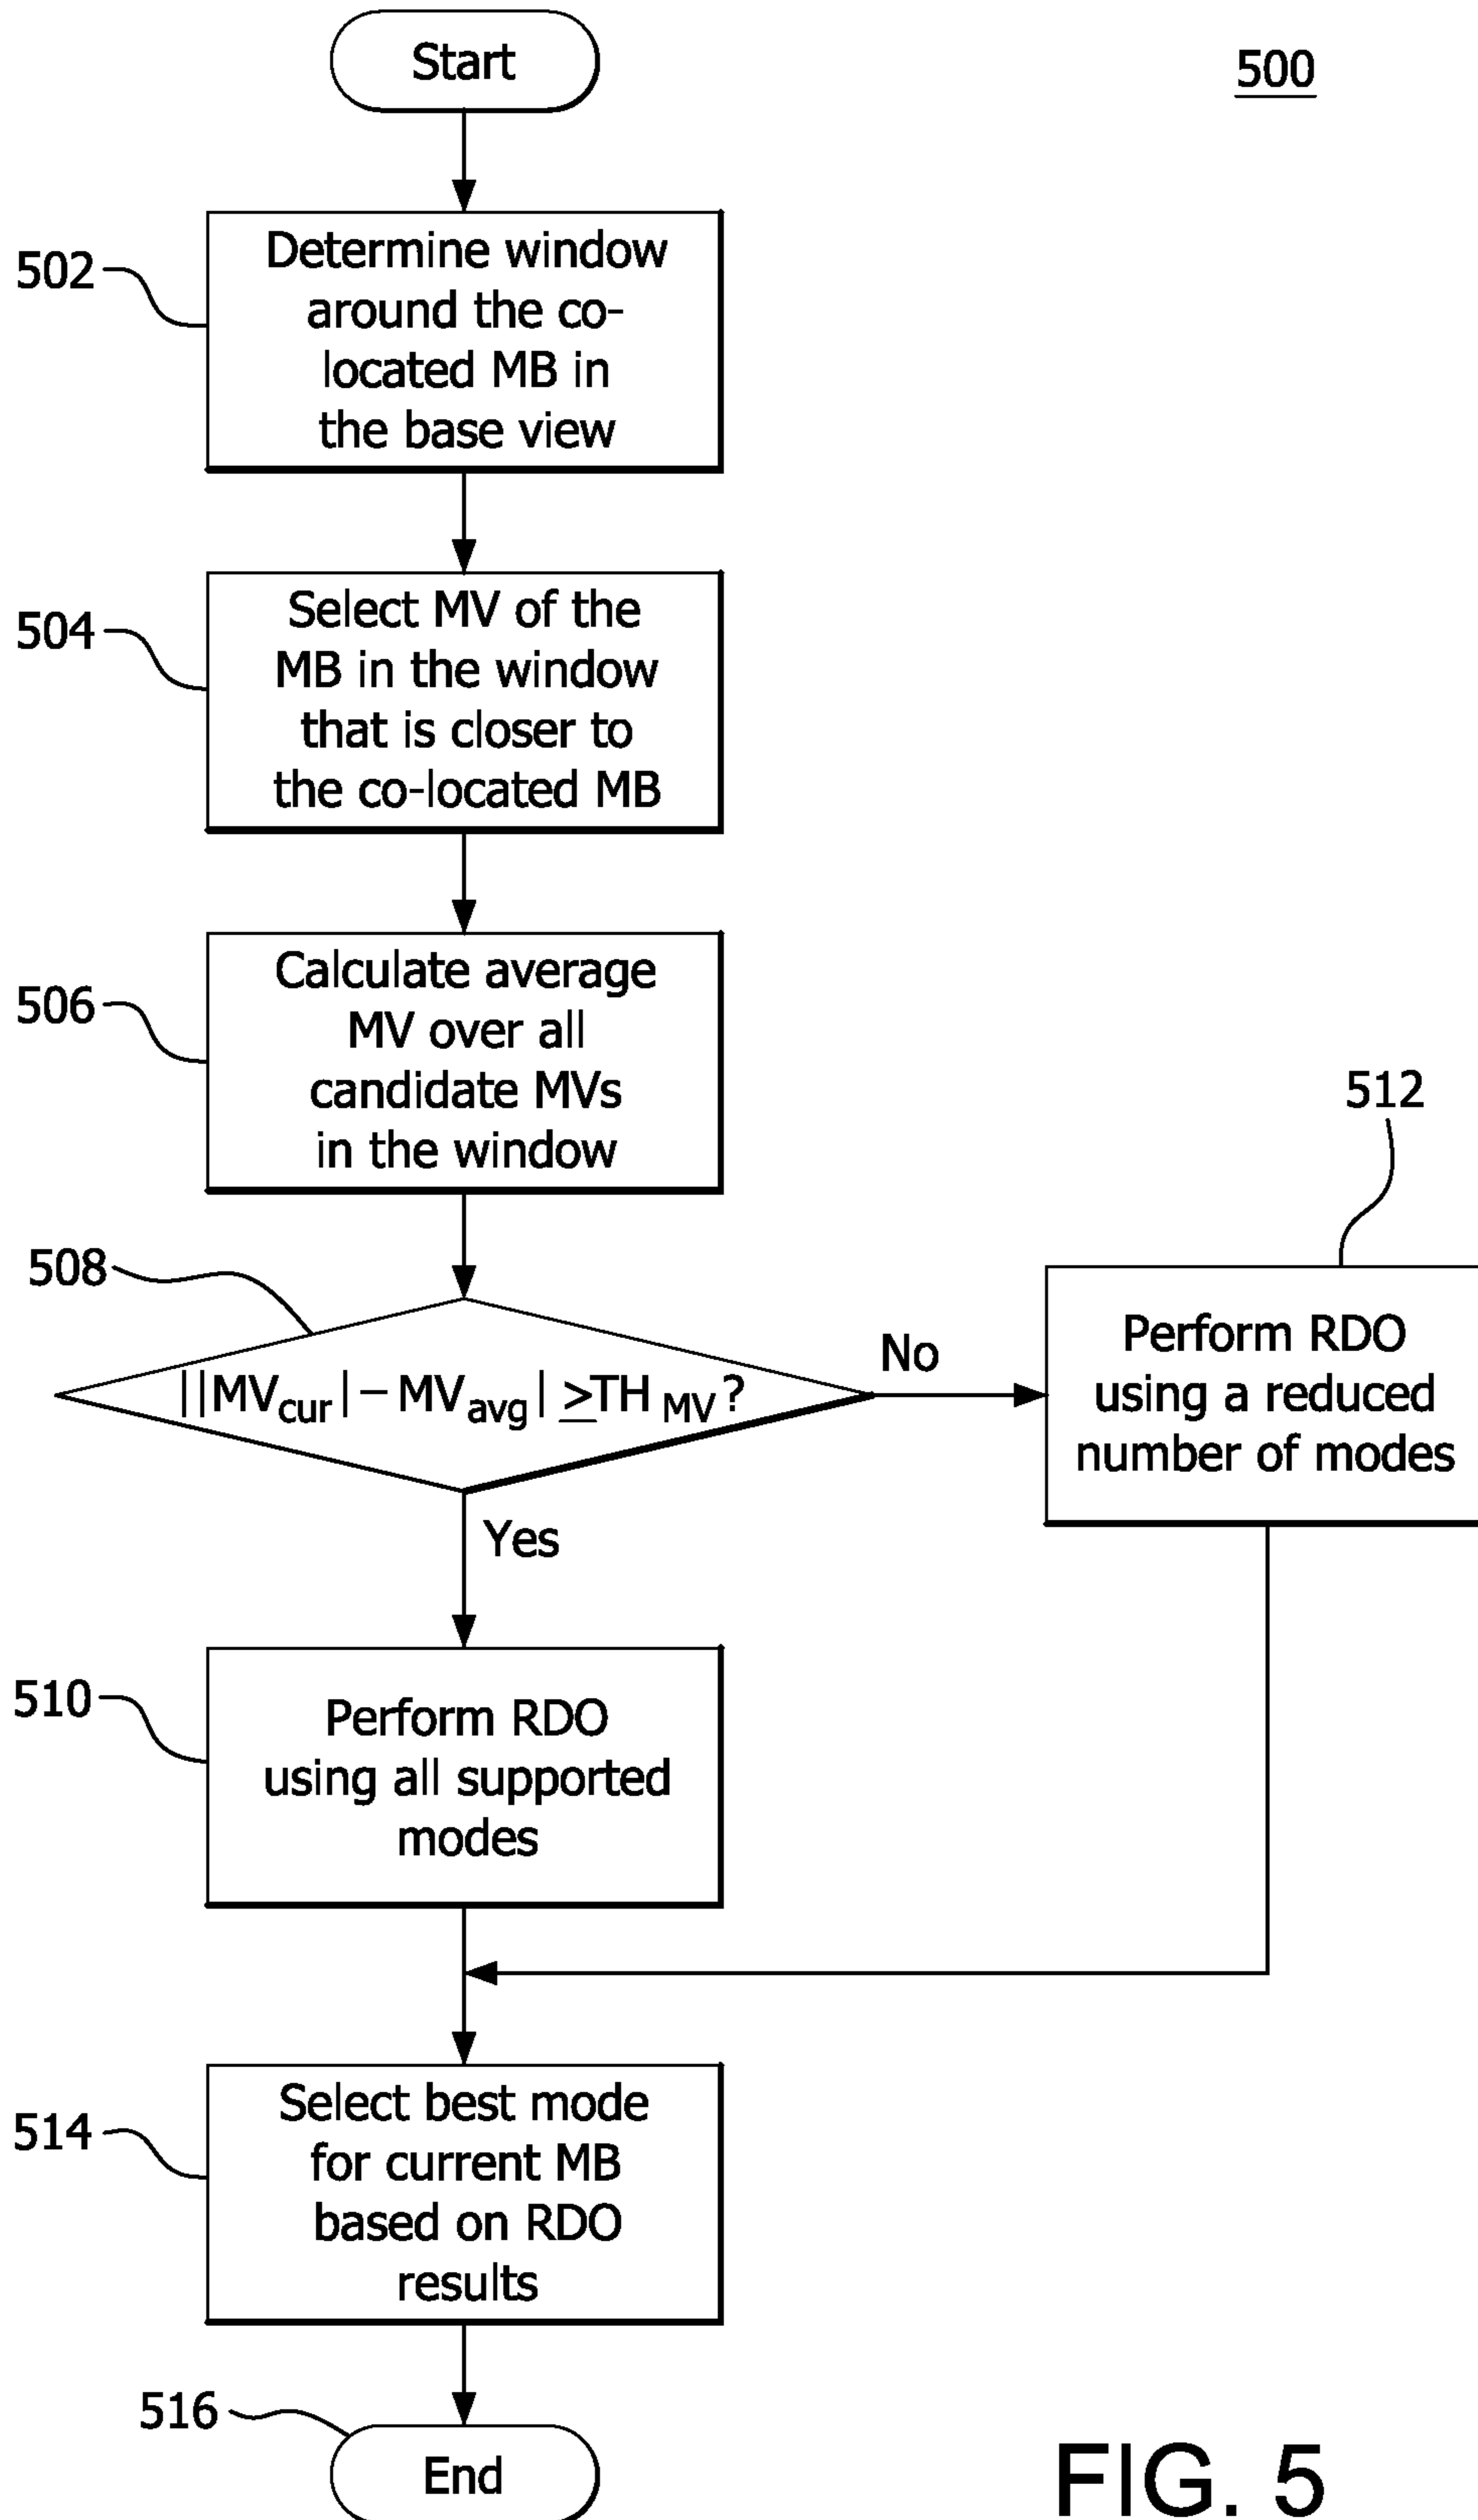 Start
500
502
Determine window
around the co-
located MB in
the base view
504
Select MV of the
MB in the window
that is closer to
the co-located MB
506
Calculate average
MV over all
candidate MVs
in the window
512
508
||MVcur|−MVavg| ≥TH MV?
No
Perform RDO
using a reduced
number of modes
Yes
510
Perform RDO
using all supported
modes
514
Select best mode
for current MB
based on RDO
results
516
End
FIG. 5